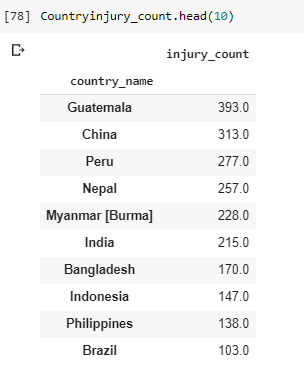 [78] Countryinjury_count.head(10)
injury_count
country_name
Guatemala 393.0
China 313.0
Peru 277.0
Nepal 257.0
Myanmar [Burma] 228.0
India 215.0
Bangladesh 170.0
Indonesia 147.0
Philippines 138.0
Brazil 103.0